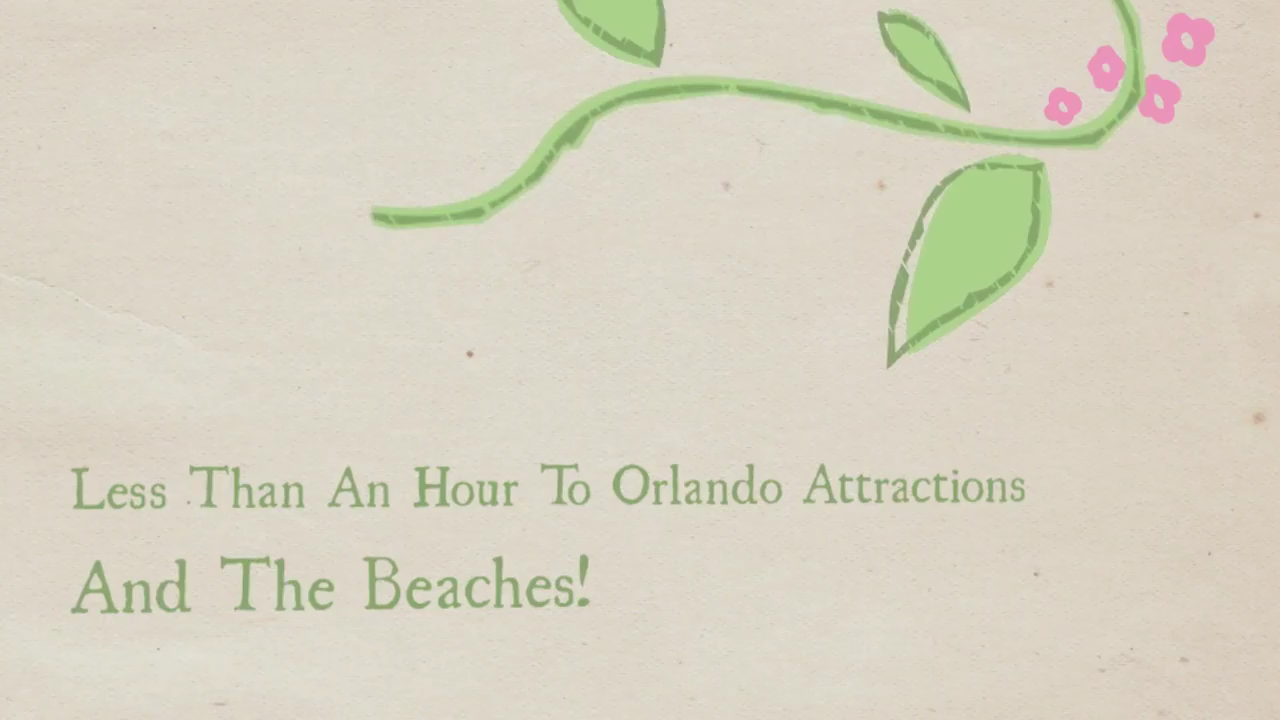 Less Than An Hour To Orlando Attractions
And The Beaches!